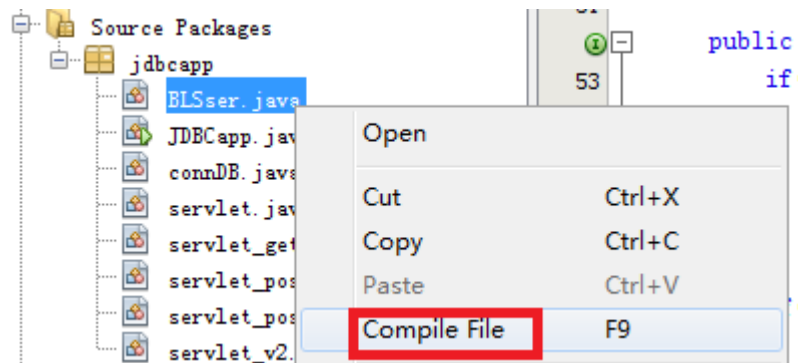 Source Packages
jdbcapp
BLSser.java
JDBCapp.jav
connDB.java
servlet.jav
servlet_get
servlet_pos
servlet_pos
servlet_v2.
public
53 if
Open
Cut Ctrl+X
Copy Ctrl+C
Paste Ctrl+V
Compile File F9